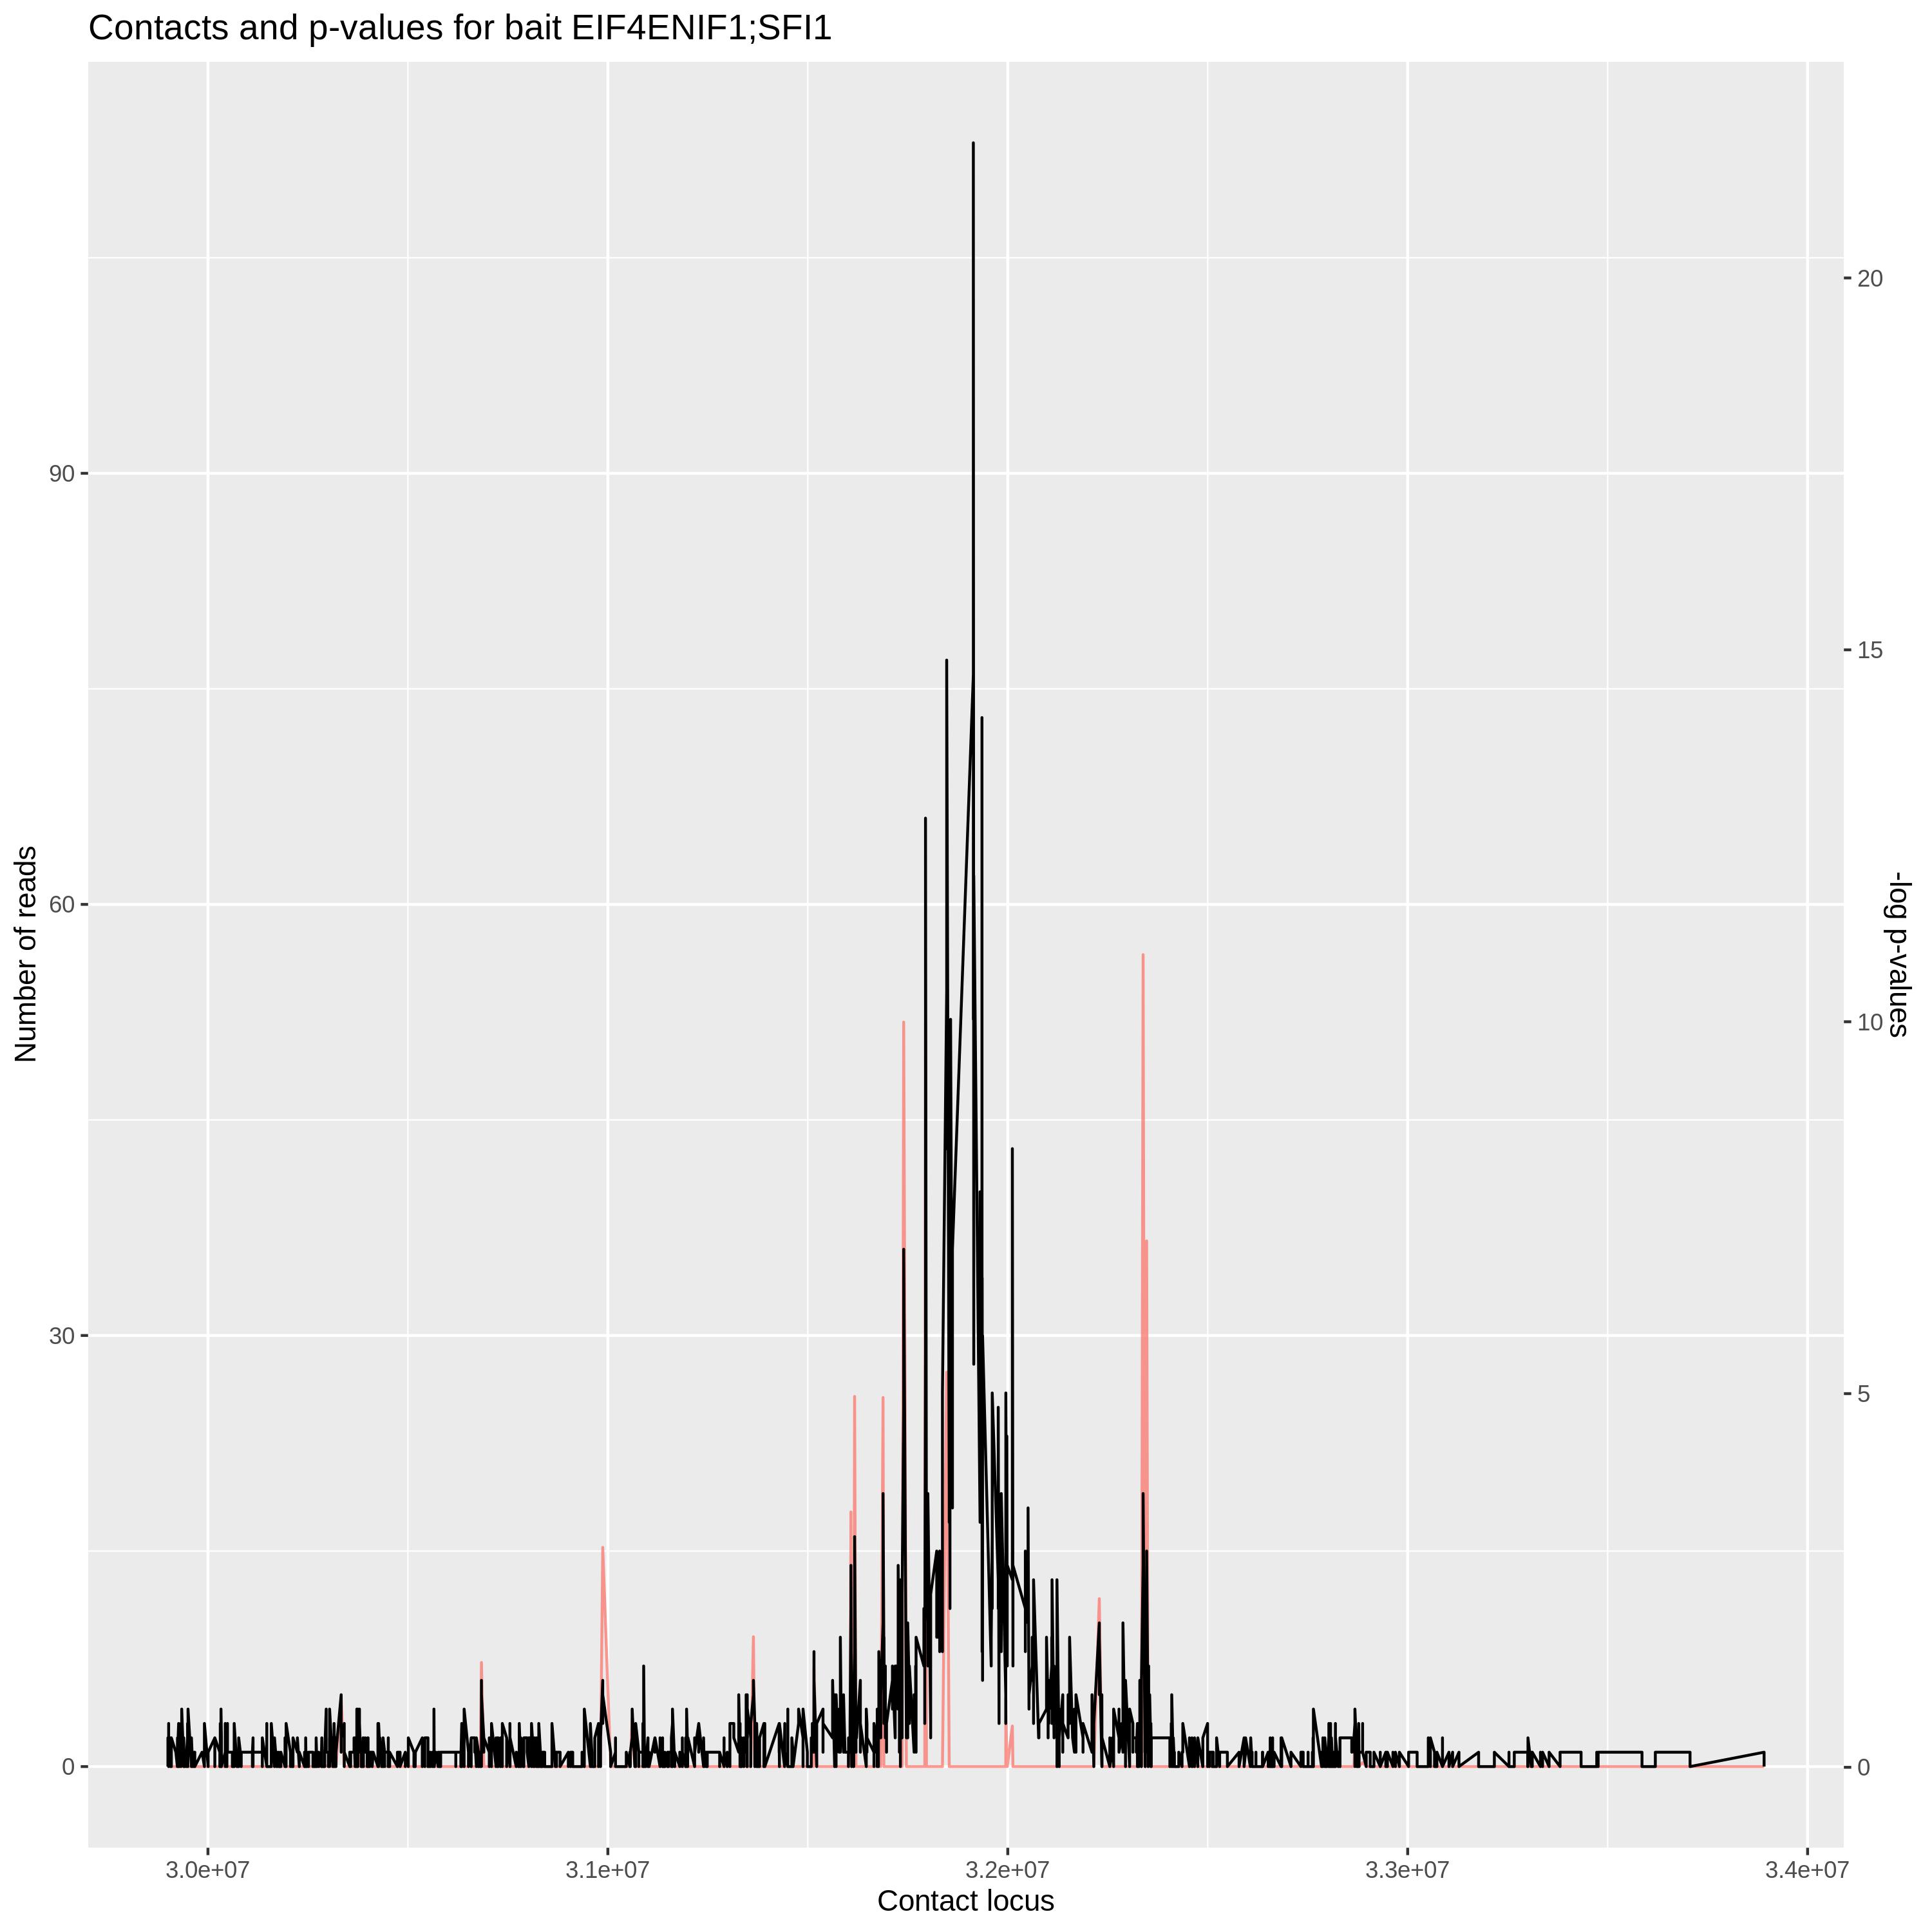 Contacts and p-values for bait EIF4ENIF1;SFI1
Number of reads
90
60
30
0
20
15
10
5
0
-log p-values
3.0e+07
3.1e+07
3.2e+07
3.3e+07
3.4e+07
Contact locus